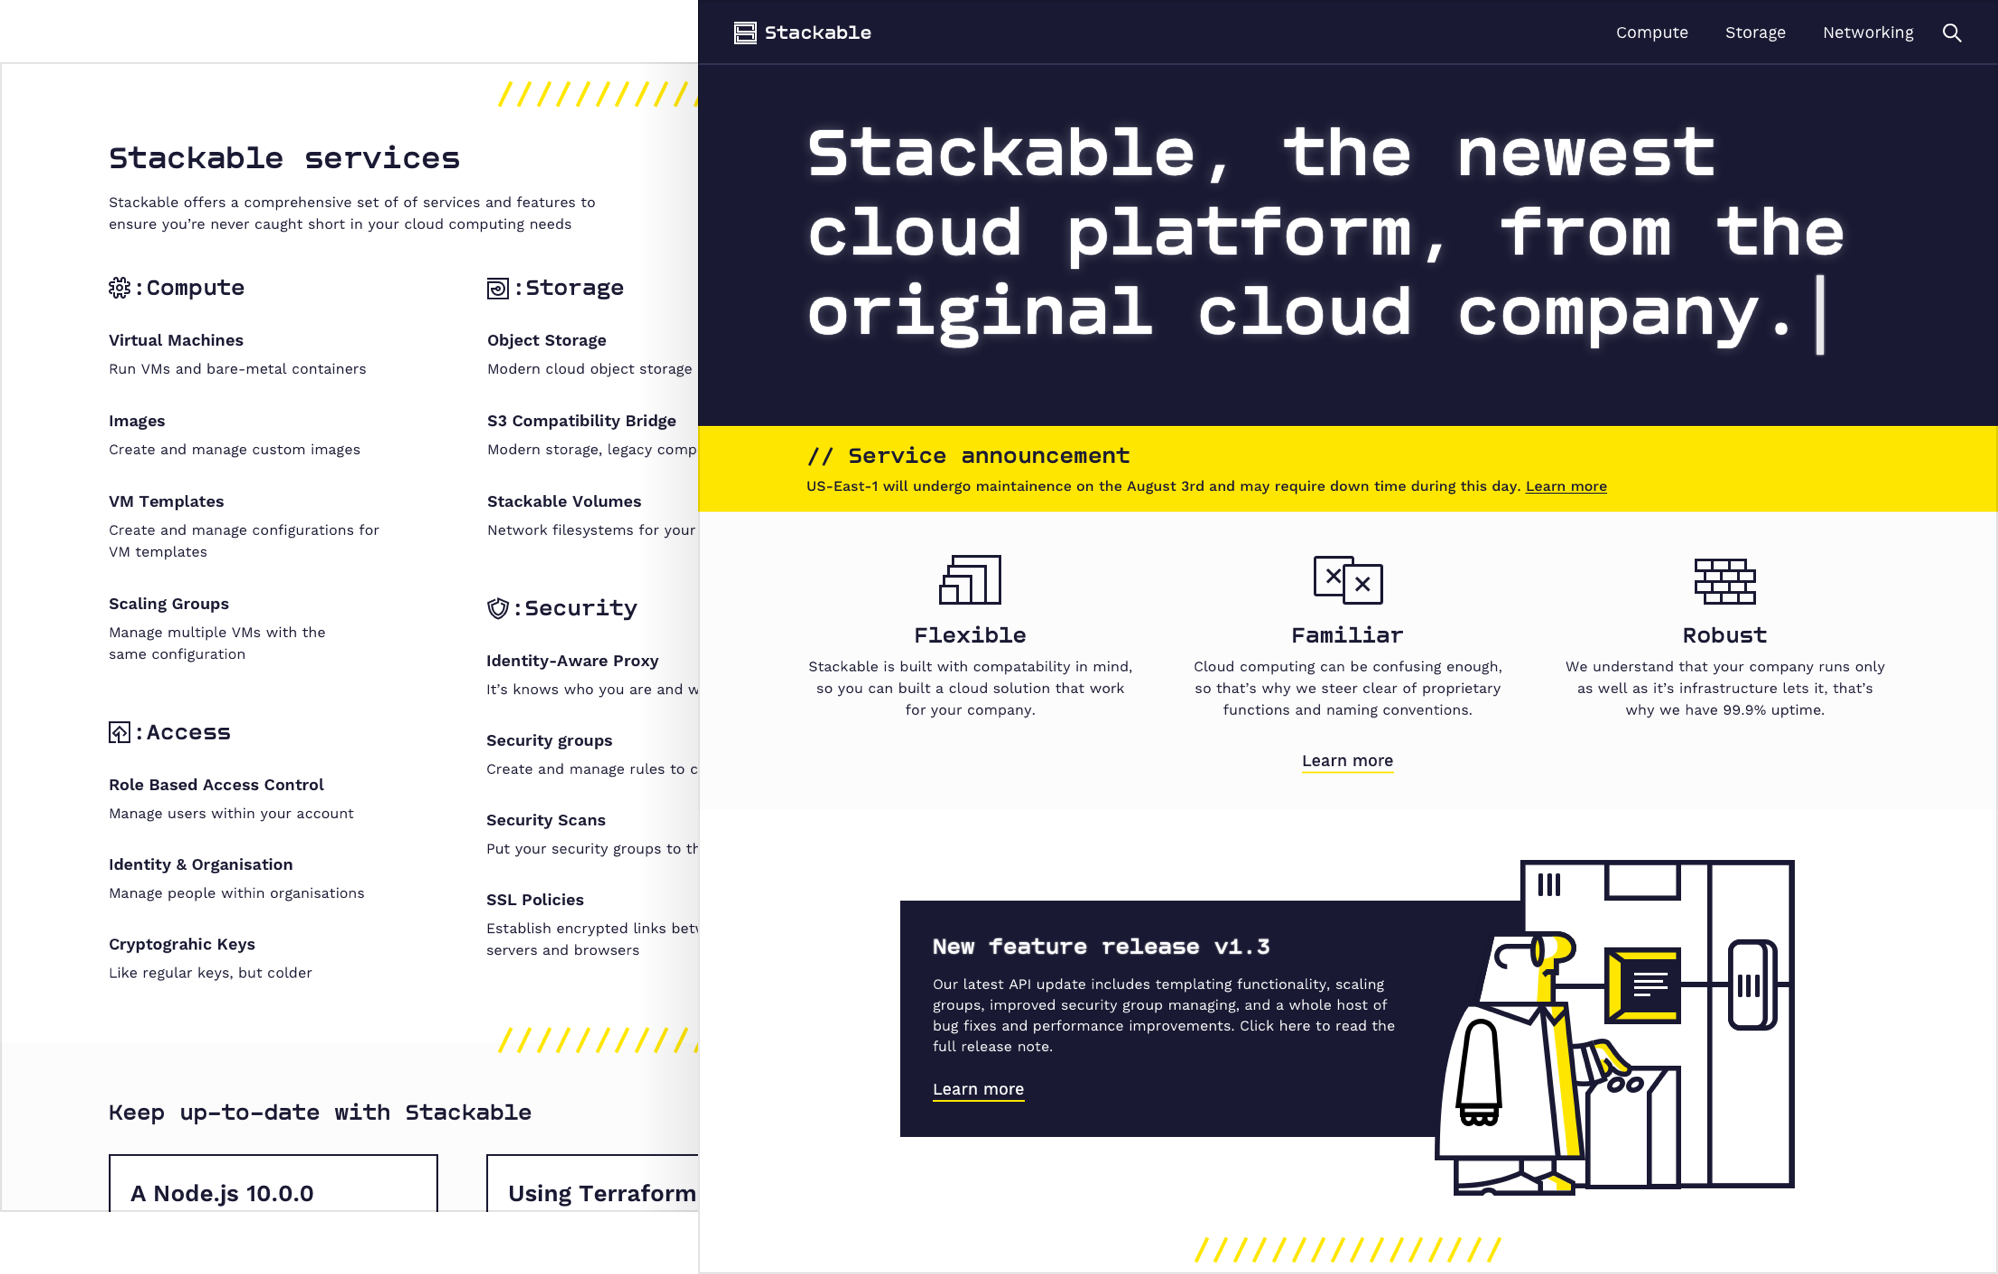 Stackable services
Stackable offers a comprehensive set of of services and features to
ensure you’re never caught short in your cloud computing needs
:Compute
Virtual Machines
Run VMs and bare-metal containers
Images
Create and manage custom images
VM Templates
Create and manage configurations for
VM templates
Scaling Groups
Manage multiple VMs with the
same configuration
:Access
Role Based Access Control
Manage users within your account
Identity & Organisation
Manage people within organisations
Cryptograhic Keys
Like regular keys, but colder
:Storage
Object Storage
Modern cloud object storage
S3 Compatibility Bridge
Modern storage, legacy comp
Stackable Volumes
Network filesystems for your
:Security
Identity-Aware Proxy
It’s knows who you are and w
Security groups
Create and manage rules to c
Security Scans
Put your security groups to th
SSL Policies
Establish encrypted links betw
servers and browsers
Keep up-to-date with Stackable
A Node.js 10.0.0
Using Terraform
Stackable
Compute Storage Networking
Stackable, the newest
cloud platform, from the
original cloud company.
// Service announcement
US-East-1 will undergo maintainence on the August 3rd and may require down time during this day. Learn more
Flexible
Stackable is built with compatability in mind,
so you can built a cloud solution that work
for your company.
Familiar
Cloud computing can be confusing enough,
so that’s why we steer clear of proprietary
functions and naming conventions.
Robust
We understand that your company runs only
as well as it’s infrastructure lets it, that’s
why we have 99.9% uptime.
Learn more
New feature release v1.3
Our latest API update includes templating functionality, scaling
groups, improved security group managing, and a whole host of
bug fixes and performance improvements. Click here to read the
full release note.
Learn more